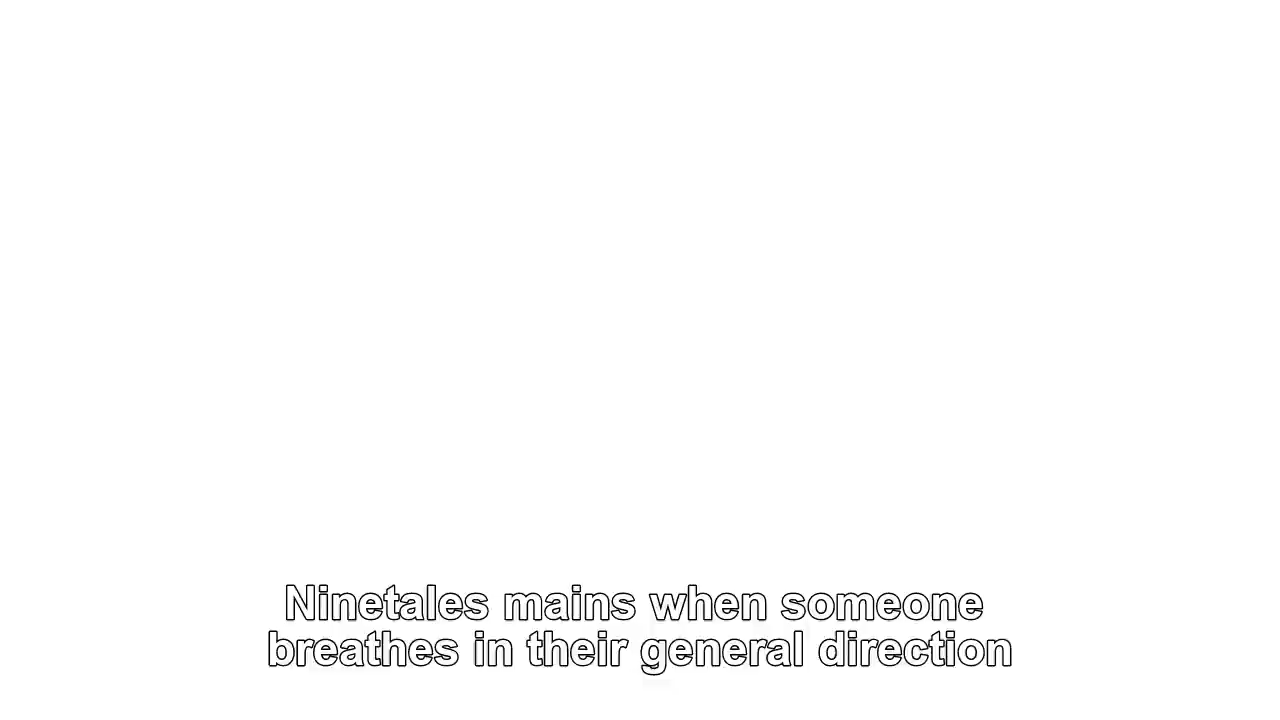 Ninetales mains when someone
breathes in their general direction